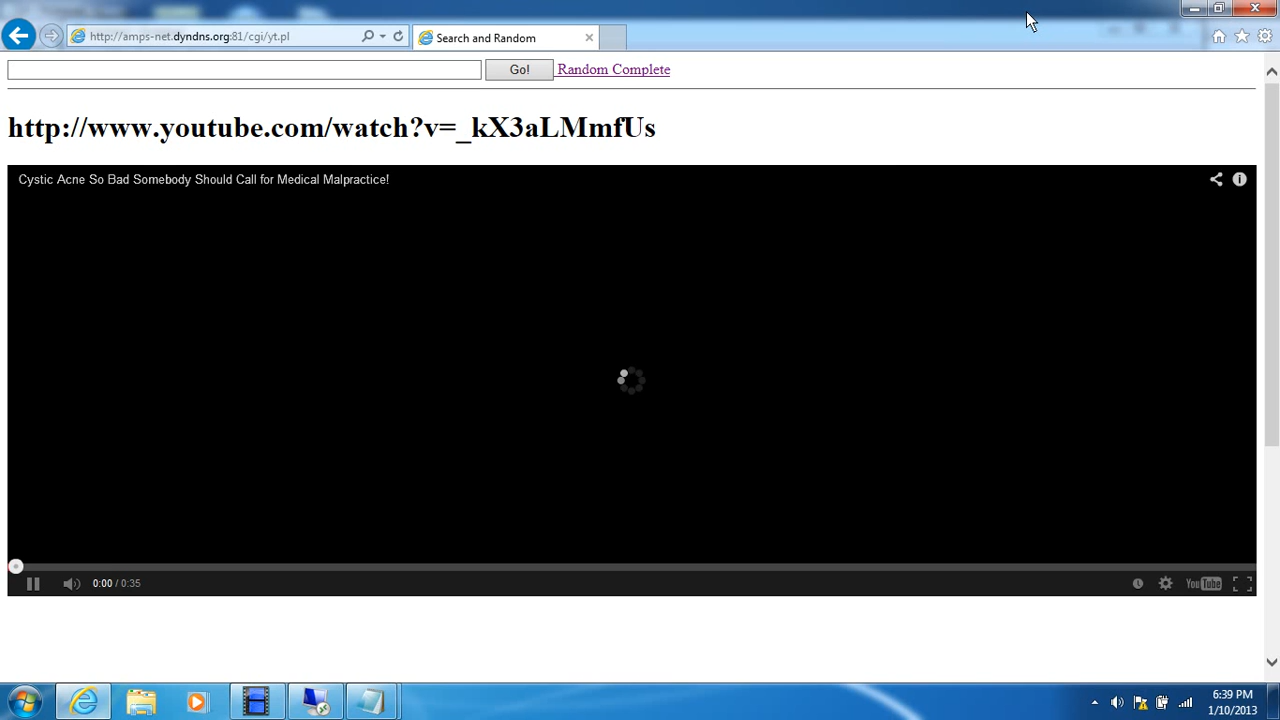 http://amps-net.dyndns.org:81/cgi/yt.pl
Search and Random
Go!
Random Complete
http://www.youtube.com/watch?v=_kX3aLMmfUs
Cystic Acne So Bad Somebody Should Call for Medical Malpractice!
0:00 / 0:35
YouTube
6:39 PM
1/10/2013